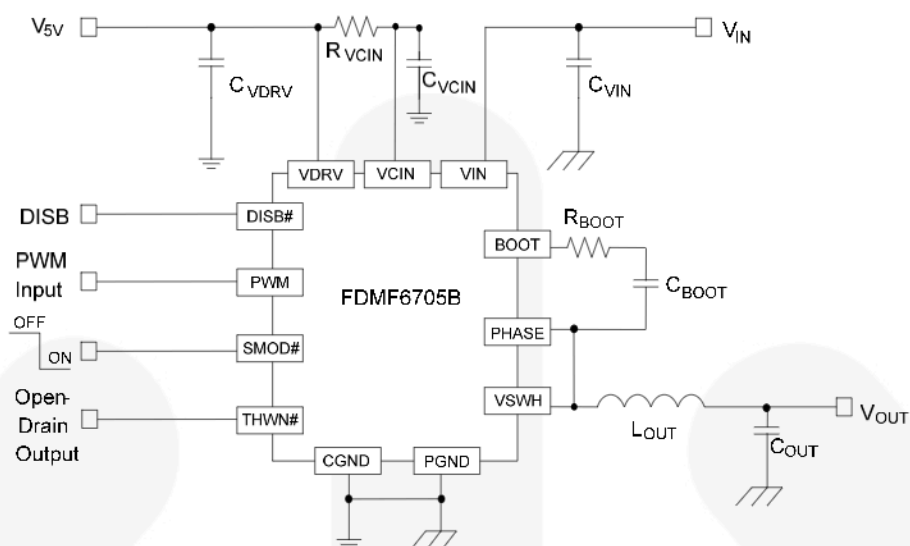 V5V
RVCIN
CVCIN
CVDRV
VIN
CVIN
VDRV
VCIN
VIN
DISB
DISB#
PWM
Input
PWM
OFF
ON
SMOD#
Open-
Drain
Output
THWN#
FDMF6705B
BOOT
RBOOT
CBOOT
PHASE
VSWH
LOUT
VOUT
COUT
CGND
PGND